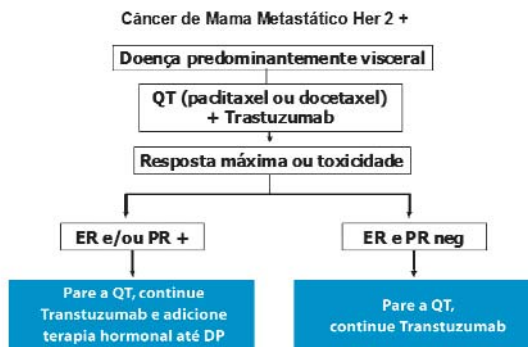 Câncer de Mama Metastático Her 2 +
Doença predominantemente visceral
QT (paclitaxel ou docetaxel)
+ Trastuzumab
Resposta máxima ou toxicidade
ER e/ou PR +
ER e PR neg
Pare a QT, continue
Transtuzumab e adicione
terapia hormonal até DP
Pare a QT,
continue Transtuzumab